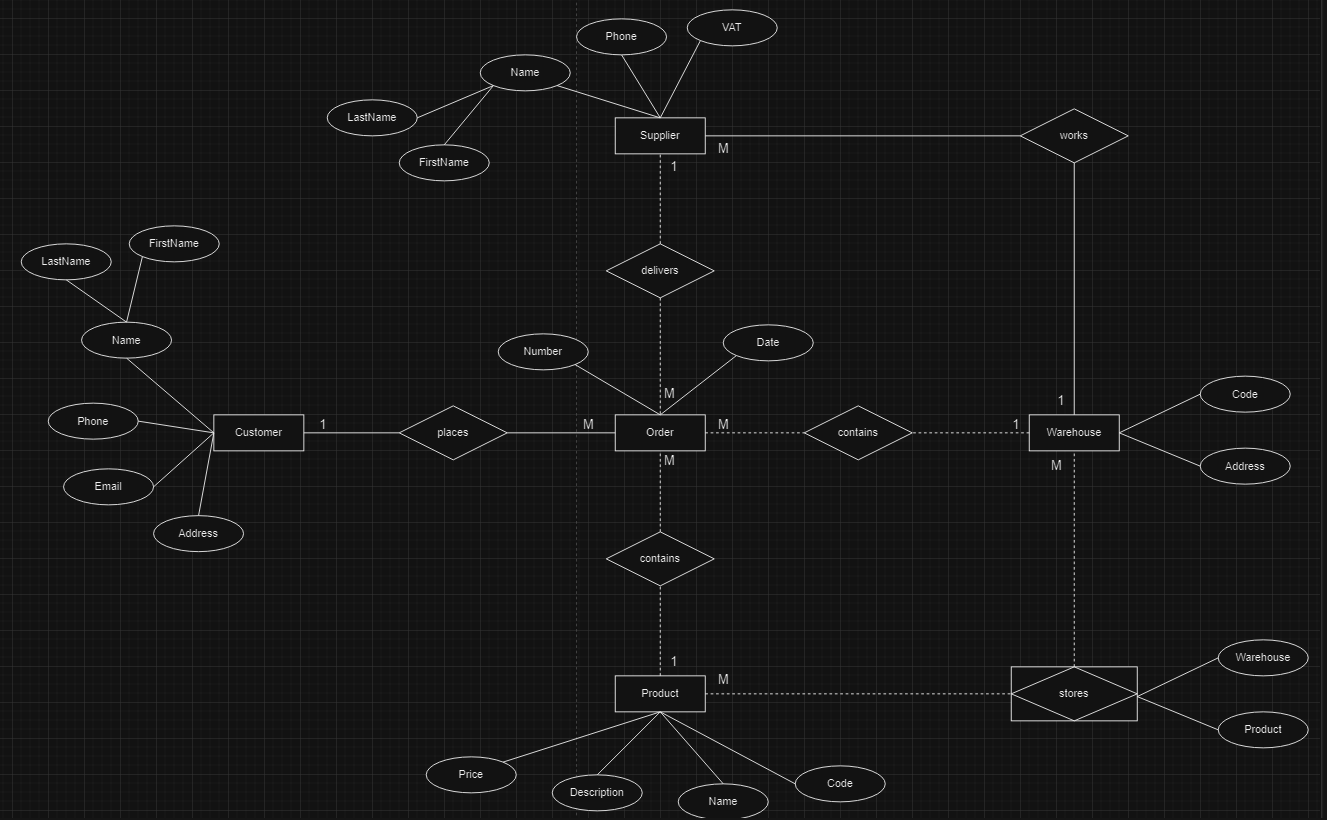 VAT
Phone
Name
LastName
Supplier
works
M
FirstName
1
FirstName
LastName
delivers
Name
Number
Date
M
Code
1
Phone
1
M
M
1
Customer
places
Order
contains
Warehouse
M
M
Address
Email
Address
contains
Warehouse
1
M
Product
stores
Product
Price
Code
Description
Name